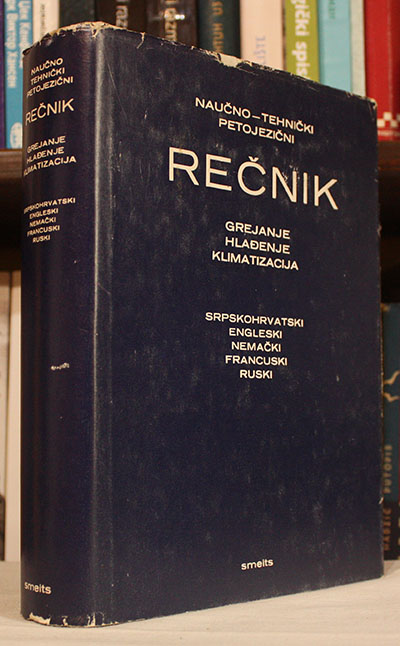 NAUČNO
TEHNIČKI
PETOJEZIČNI
REČNIK
GREJANJE
HLAĐENJE
KLIMATIZACIJA
SRPSKOHRVATSKI
ENGLESKI
NEMAČKI
FRANCUSKI
RUSKI
smeits
NAUČNO—TEHNIČKI
PETOJEZIČNI
REČNIK
GREJANJE
HLAĐENJE
KLIMATIZACIJA
SRPSKOHRVATSKI
ENGLESKI
NEMAČKI
FRANCUSKI
RUSKI
smeits
PUTOPIS